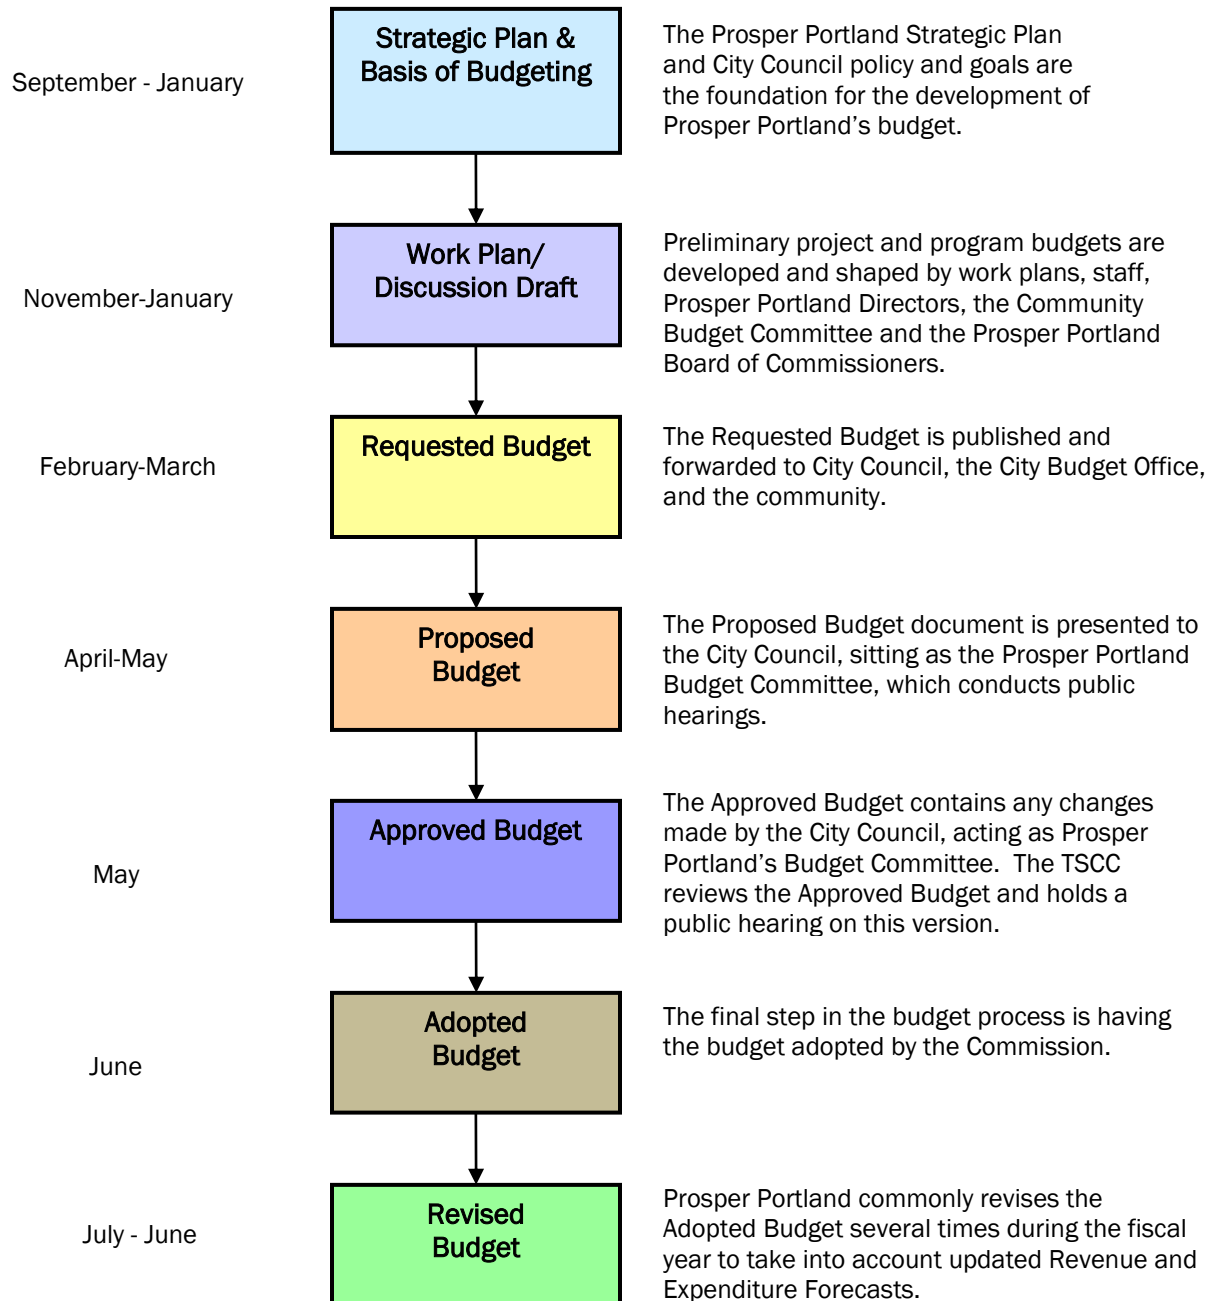 September - January
Strategic Plan &
Basis of Budgeting
The Prosper Portland Strategic Plan
and City Council policy and goals are
the foundation for the development of
Prosper Portland’s budget.
November-January
Work Plan/
Discussion Draft
Preliminary project and program budgets are
developed and shaped by work plans, staff,
Prosper Portland Directors, the Community
Budget Committee and the Prosper Portland
Board of Commissioners.
February-March
Requested Budget
The Requested Budget is published and
forwarded to City Council, the City Budget Office,
and the community.
April-May
Proposed
Budget
The Proposed Budget document is presented to
the City Council, sitting as the Prosper Portland
Budget Committee, which conducts public
hearings.
May
Approved Budget
The Approved Budget contains any changes
made by the City Council, acting as Prosper
Portland’s Budget Committee.  The TSCC
reviews the Approved Budget and holds a
public hearing on this version.
June
Adopted
Budget
The final step in the budget process is having
the budget adopted by the Commission.
July - June
Revised
Budget
Prosper Portland commonly revises the
Adopted Budget several times during the fiscal
year to take into account updated Revenue and
Expenditure Forecasts.